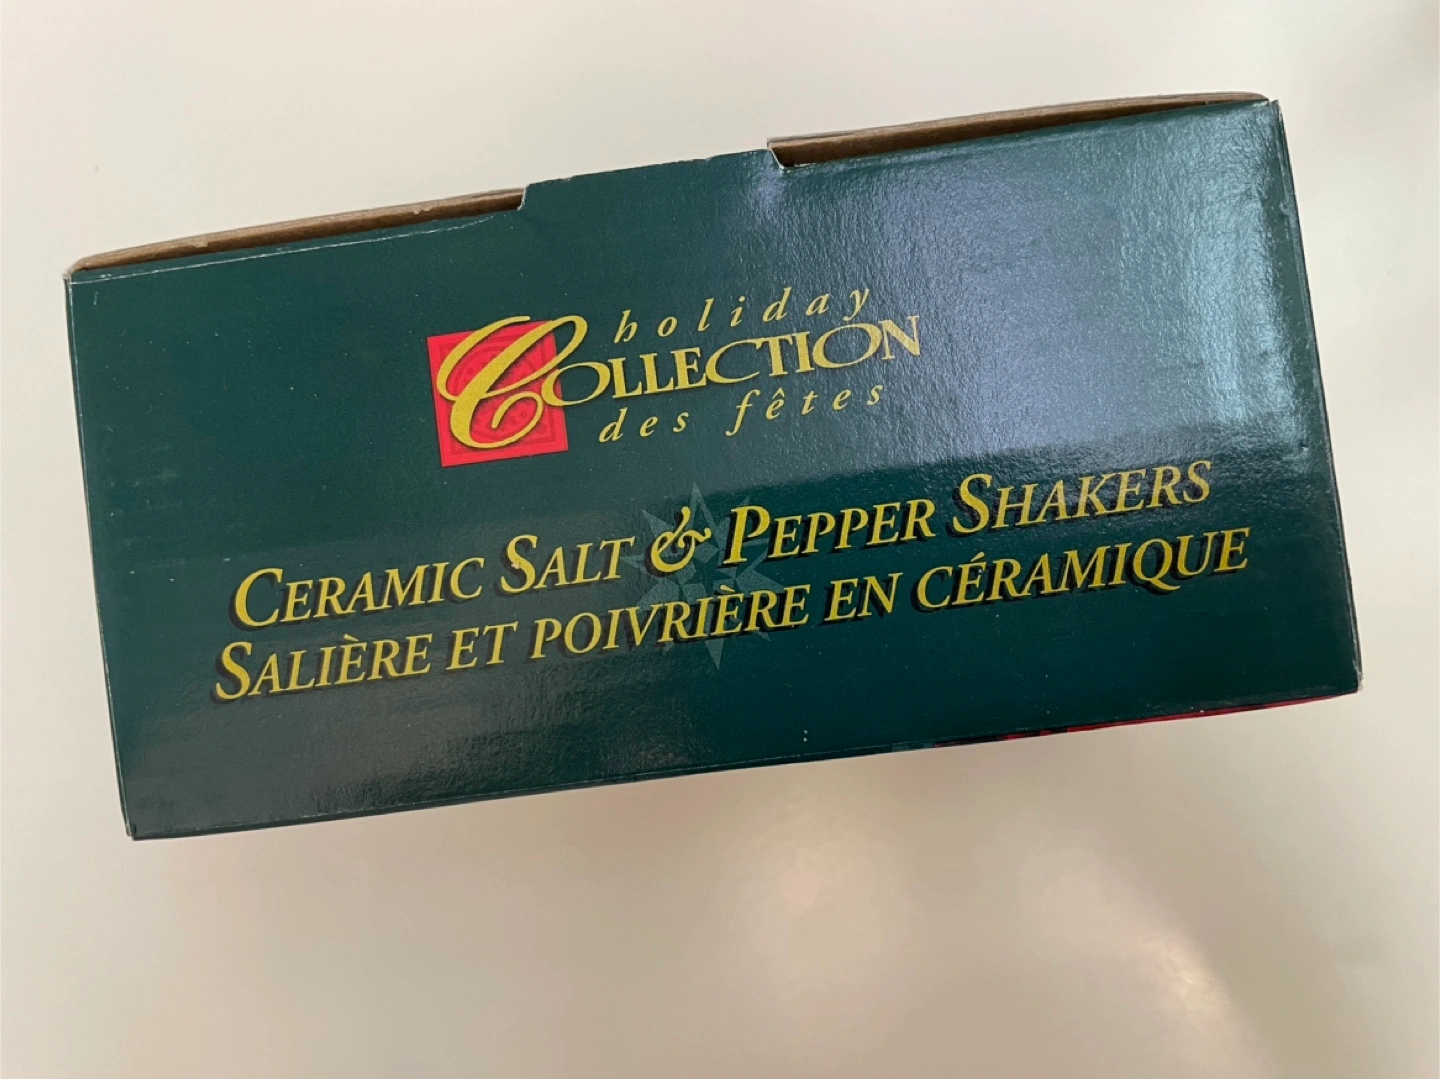 holiday
COLLECTION
des fêtes
CERAMIC SALT & PEPPER SHAKERS
SALIÈRE ET POIVRIÈRE EN CÉRAMIQUE